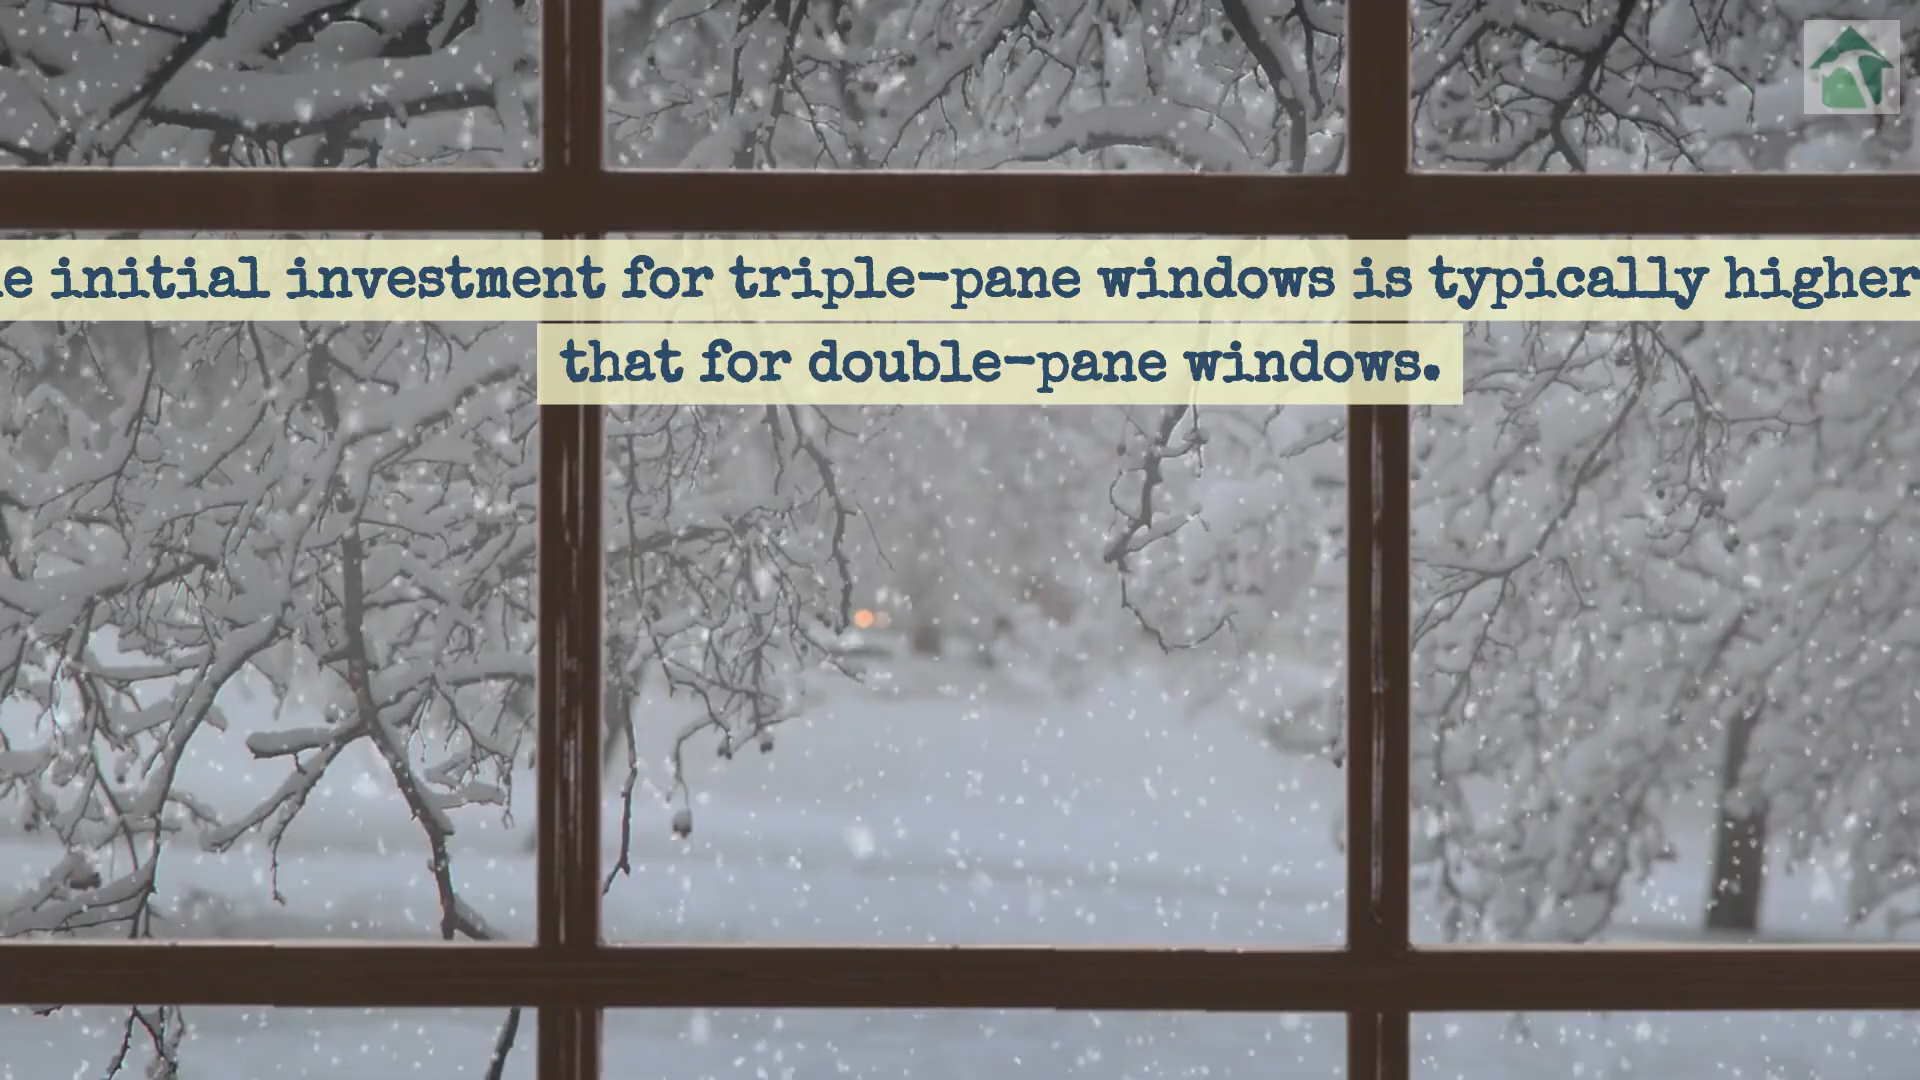 e initial investment for triple-pane windows is typically higher
that for double-pane windows.